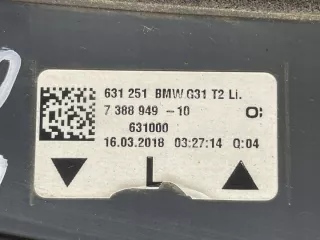 631 251 BMW G31 T2 Li.
7 388 949 -10 O:
631000
16.03.2018 03:27:14 Q:04
L